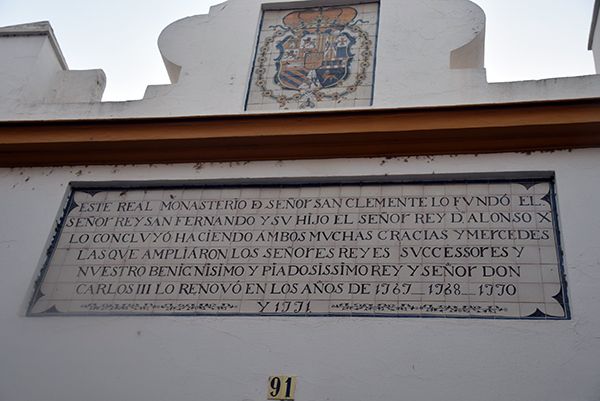 ESTE REAL MONASTERIO Ð SEÑOR SAN CLEMENTE LO FUNDÓ EL
SEÑOR REY SAN FERNANDO Y SU HIJO EL SEÑOR REY Dⁿ ALONSO X
LO CONCLUYÓ HACIENDO AMBOS MUCHAS GRACIAS Y MERCEDES
LAS QUE AMPLIARON LOS SEÑORES REYES SUCCESSORES Y
NUESTRO BENIGNÍSIMO Y PIADOSISSIMO REY Y SEÑOR DON
CARLOS III LO RENOVÓ EN LOS AÑOS DE 1767 1768 1770
Y 1771
91